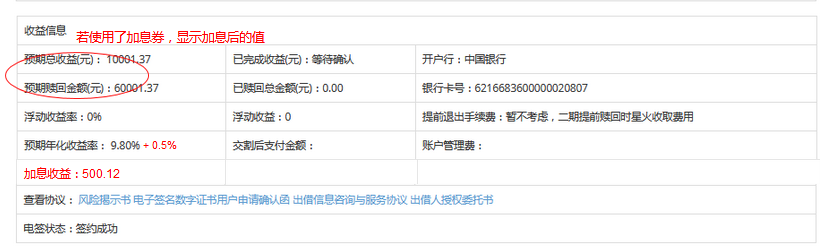 收益信息
若使用了加息券，显示加息后的值
预期总收益(元)： 10001.37 已完成收益(元)：等待确认 开户行：中国银行
预期赎回金额(元)：60001.37 已赎回总金额(元)：0.00 银行卡号：6216683600000020807
浮动收益率：0% 浮动收益：0 提前退出手续费：暂不考虑，二期提前赎回时星火收取费用
预期年化收益率： 9.80% + 0.5% 交割后支付金额： 账户管理费：
加息收益：500.12
查看协议： 风险揭示书 电子签名数字证书用户申请确认函 出借信息咨询与服务协议 出借人授权委托书
电签状态：签约成功